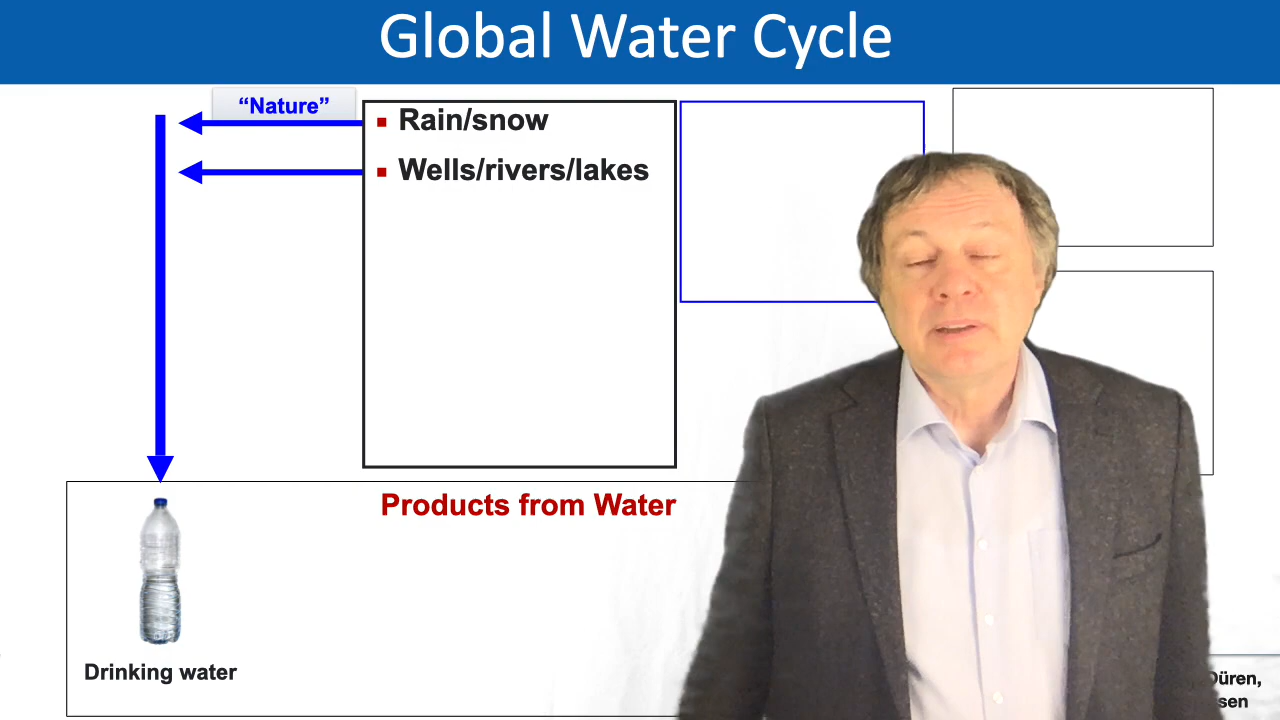 Global Water Cycle
“Nature”
Rain/snow
Wells/rivers/lakes
Products from Water
Drinking water
Düren,